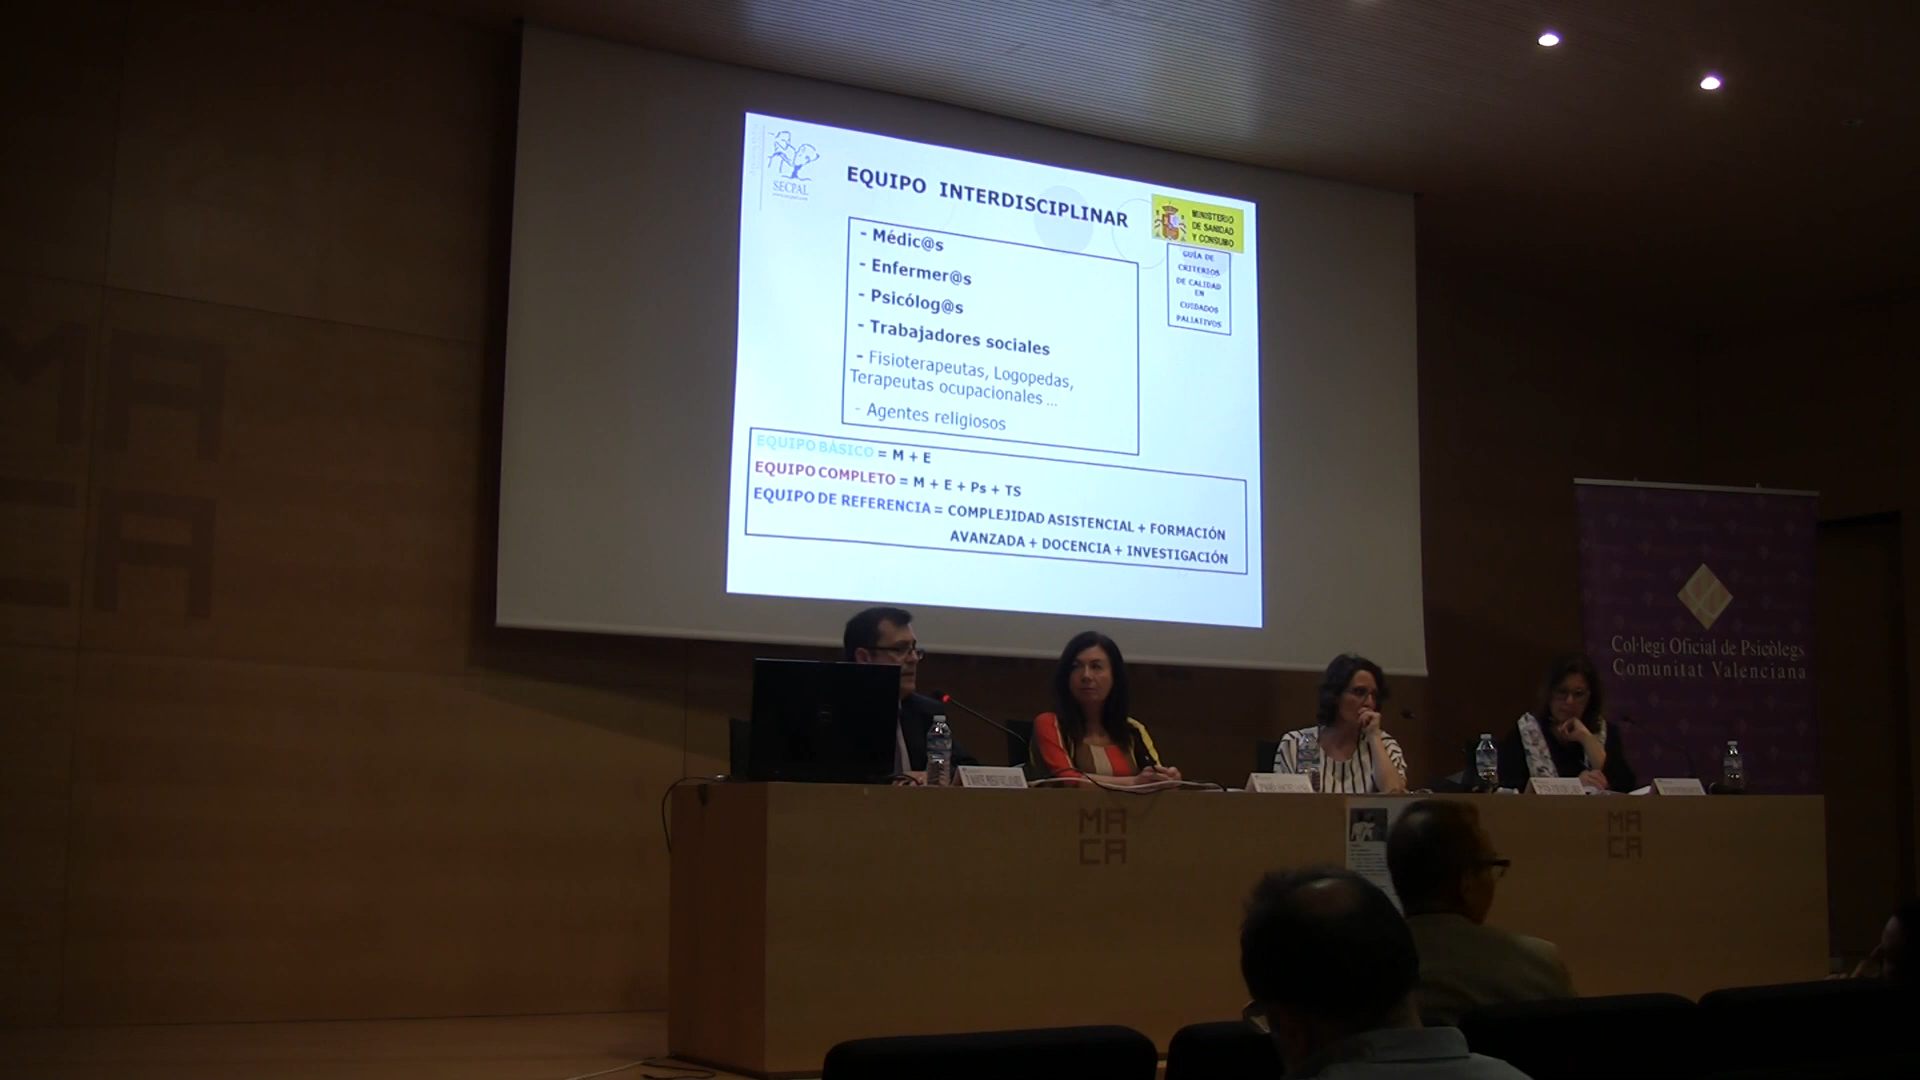 SECPAL
EQUIPO INTERDISCIPLINAR
MINISTERIO
DE SANIDAD
Y CONSUMO
GUÍA DE
CRITERIOS
DE CALIDAD
EN
CUIDADOS
PALIATIVOS
- Médic@s
- Enfermer@s
- Psicólog@s
- Trabajadores sociales
- Fisioterapeutas, Logopedas,
Terapeutas ocupacionales ...
- Agentes religiosos
EQUIPO BÁSICO = M + E
EQUIPO COMPLETO = M + E + Ps + TS
EQUIPO DE REFERENCIA = COMPLEJIDAD ASISTENCIAL + FORMACIÓN
AVANZADA + DOCENCIA + INVESTIGACIÓN
Col·legi Oficial de Psicòlegs
Comunitat Valenciana
MA
CA
MA
CA
MA
CA